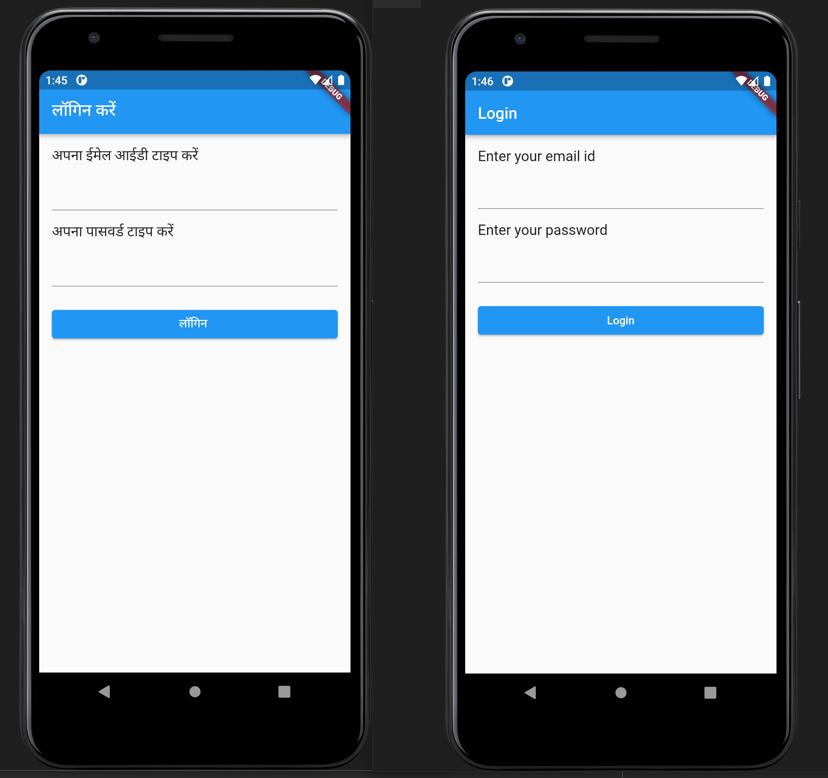 1:45
DEBUG
लॉगिन करें
अपना ईमेल आईडी टाइप करें
अपना पासवर्ड टाइप करें
लॉगिन
1:46
DEBUG
Login
Enter your email id
Enter your password
Login